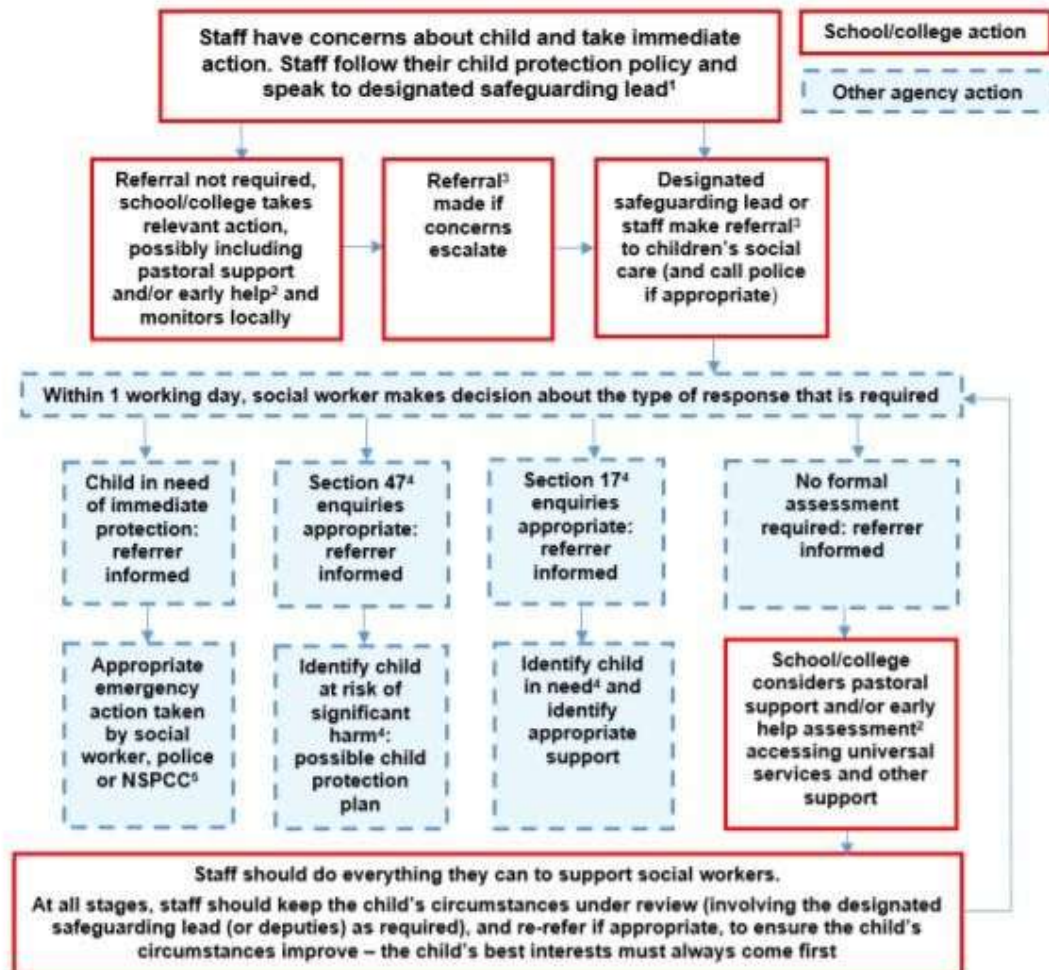 Staff have concerns about child and take immediate
action. Staff follow their child protection policy and
speak to designated safeguarding lead¹
School/college action
Other agency action
Referral not required,
school/college takes
relevant action,
possibly including
pastoral support
and/or early help² and
monitors locally
Referral³
made if
concerns
escalate
Designated
safeguarding lead or
staff make referral³
to children's social
care (and call police
if appropriate)
Within 1 working day, social worker makes decision about the type of response that is required
Child in need
of immediate
protection:
referrer
informed
Section 47⁴
enquiries
appropriate:
referrer
informed
Section 17⁴
enquiries
appropriate:
referrer
informed
No formal
assessment
required: referrer
informed
Appropriate
emergency
action taken
by social
worker, police
or NSPCC⁵
Identify child
at risk of
significant
harm⁴:
possible child
protection
plan
Identify child
in need⁴ and
identify
appropriate
support
School/college
considers pastoral
support and/or early
help assessment²
accessing universal
services and other
support
Staff should do everything they can to support social workers.
At all stages, staff should keep the child's circumstances under review (involving the designated
safeguarding lead (or deputies) as required), and re-refer if appropriate, to ensure the child's
circumstances improve – the child's best interests must always come first